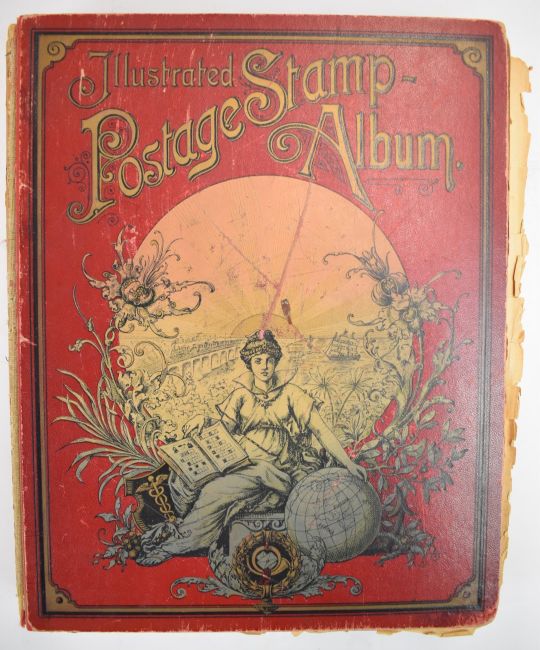 Illustrated
Postage Stamp-
Album.